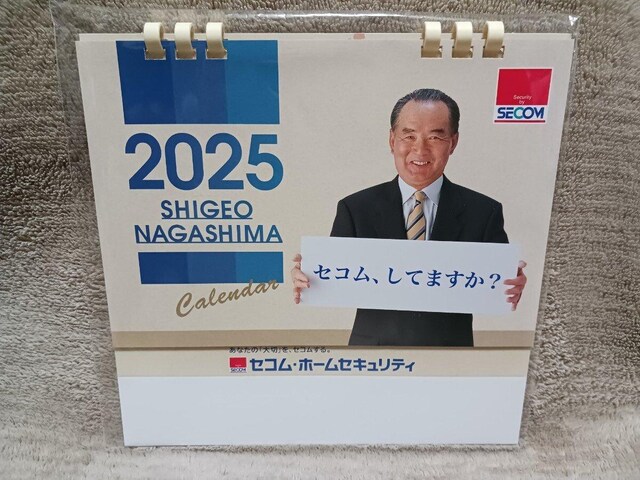 2025
SHIGEO
NAGASHIMA
Calendar
Security
by
SECOM
セコム、してますか?
あなたの「大切」を、セコムする。
SECOM
セコム・ホームセキュリティ